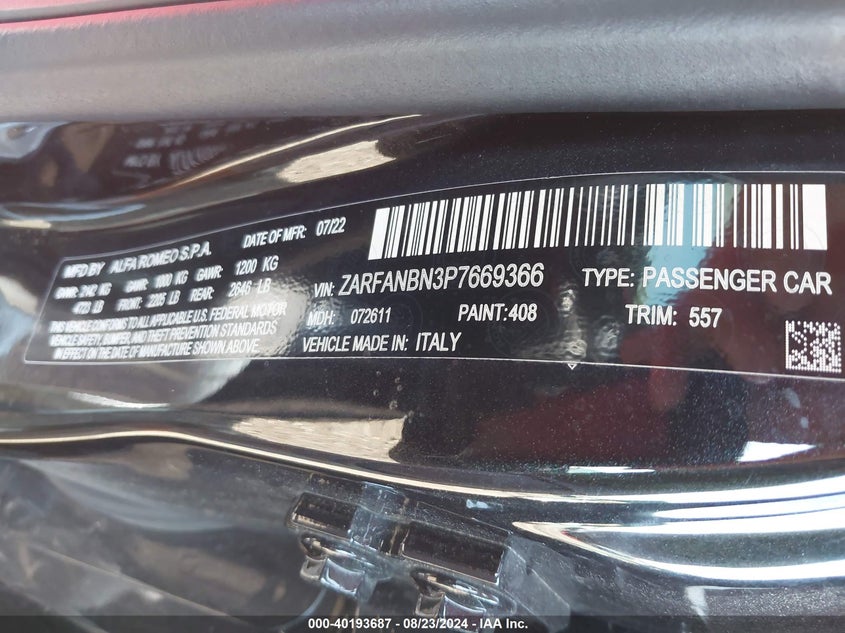 MFD BY ALFA ROMEO S.P.A. DATE OF MFR: 07/22
GVWR: 2142 KG GAWR: 1000 KG GAWR: 1200 KG
4723 LB FRONT: 2205 LB REAR: 2646 LB
THIS VEHICLE CONFORMS TO ALL APPLICABLE U.S. FEDERAL MOTOR
VEHICLE SAFETY, BUMPER, AND THEFT PREVENTION STANDARDS
IN EFFECT ON THE DATE OF MANUFACTURE SHOWN ABOVE.
VIN: ZARFANBN3P7669366 TYPE: PASSENGER CAR
MDH: 072611 PAINT:408 TRIM: 557
VEHICLE MADE IN: ITALY
000-40193687 - 08/23/2024 - IAA Inc.